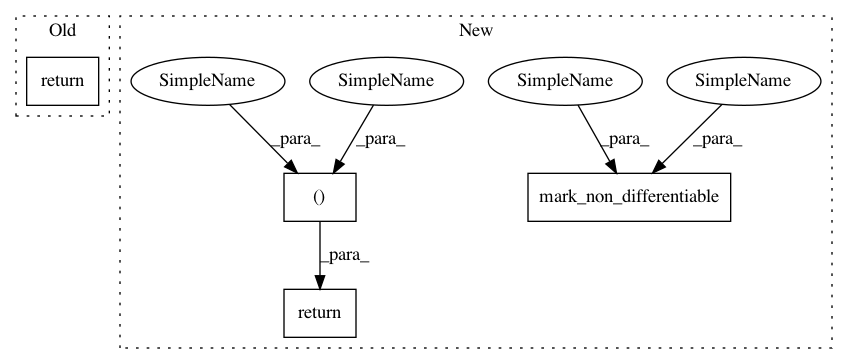 Old
New
return
SimpleName
SimpleName
SimpleName
SimpleName
_para_
_para_
_para_
_para_
()
mark_non_differentiable
_para_
return